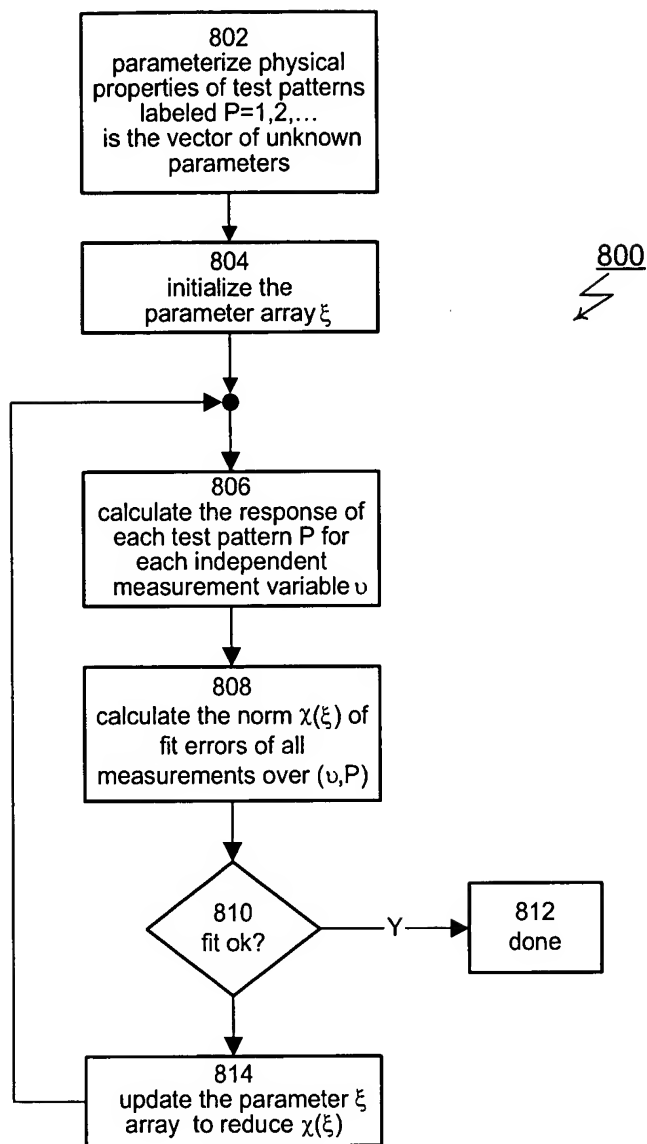 802
parameterize physical
properties of test patterns
labeled P=1,2,...
is the vector of unknown
parameters
800
804
initialize the
parameter array ξ
806
calculate the response of
each test pattern P for
each independent
measurement variable υ
808
calculate the norm χ(ξ) of
fit errors of all
measurements over (υ,P)
810
fit ok?
Y
812
done
814
update the parameter ξ
array to reduce χ(ξ)